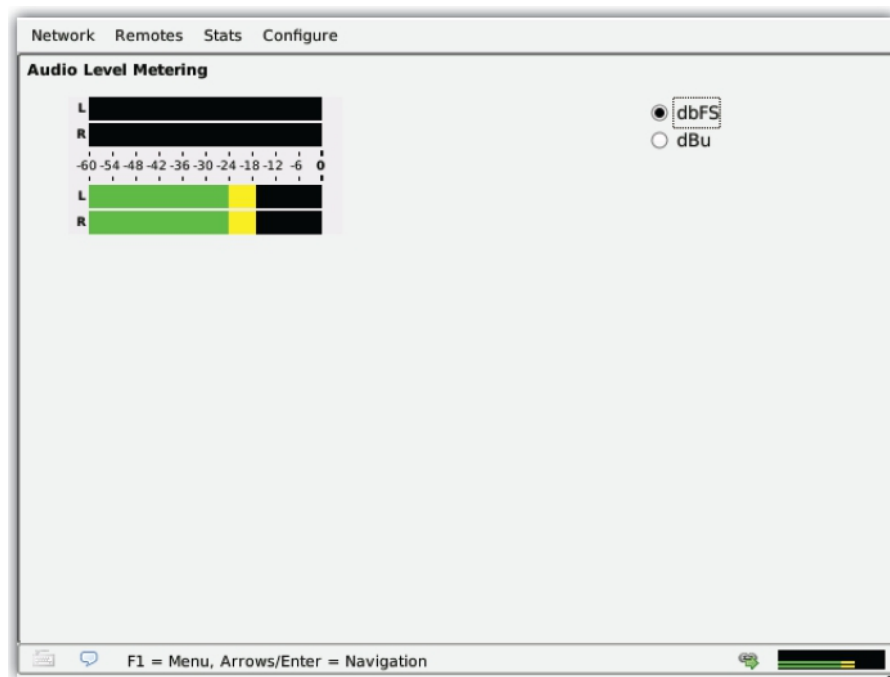 Network Remotes Stats Configure
Audio Level Metering
L
R
-60 -54 -48 -42 -36 -30 -24 -18 -12 -6 0
L
R
dbFS
dBu
F1 = Menu, Arrows/Enter = Navigation